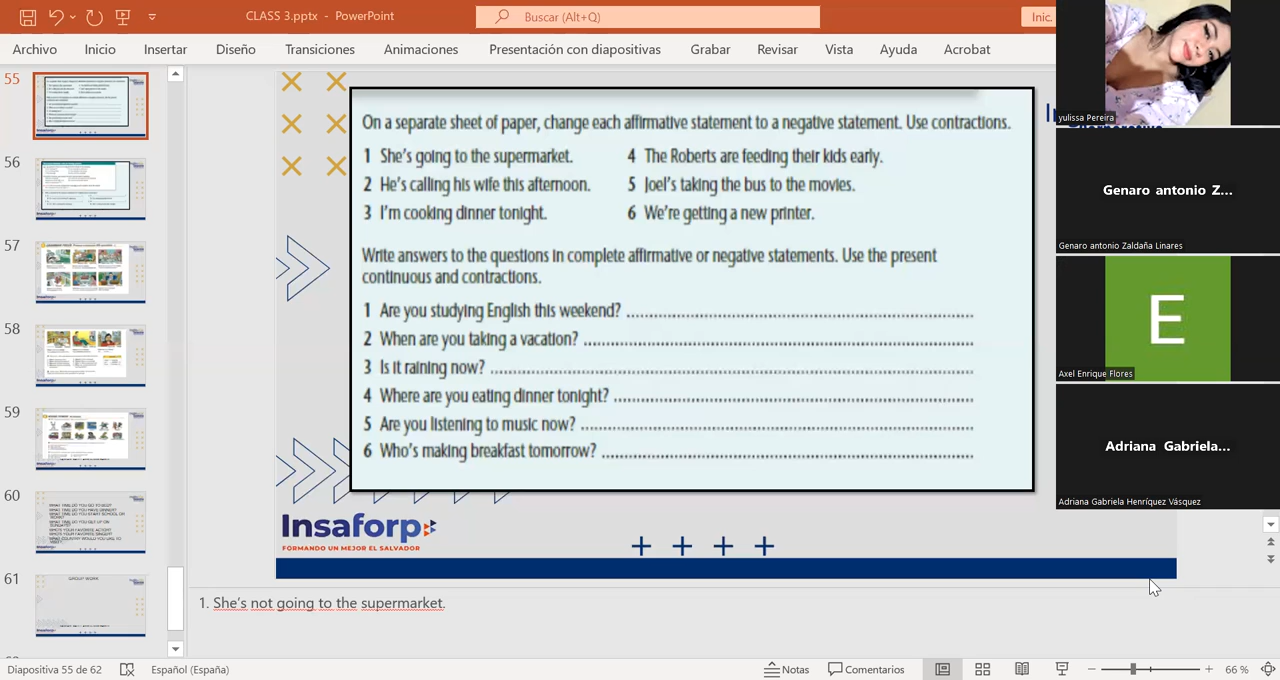 CLASS 3.pptx - PowerPoint
Buscar (Alt+Q)
Inic.
Archivo Inicio Insertar Diseño Transiciones Animaciones Presentación con diapositivas Grabar Revisar Vista Ayuda Acrobat
55
56
57
58
59
60
61
On a separate sheet of paper, change each affirmative statement to a negative statement. Use contractions.
1 She's going to the supermarket.
2 He's calling his wife this afternoon.
3 I'm cooking dinner tonight.
4 The Roberts are feeding their kids early.
5 Joel's taking the bus to the movies.
6 We're getting a new printer.
Write answers to the questions in complete affirmative or negative statements. Use the present
continuous and contractions.
1 Are you studying English this weekend?
2 When are you taking a vacation?
3 Is it raining now?
4 Where are you eating dinner tonight?
5 Are you listening to music now?
6 Who's making breakfast tomorrow?
Insaforp
FORMANDO UN MEJOR EL SALVADOR
1. She's not going to the supermarket.
yulissa Pereira
Genaro antonio Z...
Genaro antonio Zaldaña Linares
E
Axel Enrique Flores
Adriana Gabriela...
Adriana Gabriela Henríquez Vásquez
Diapositiva 55 de 62 Español (España) Notas Comentarios 66 %